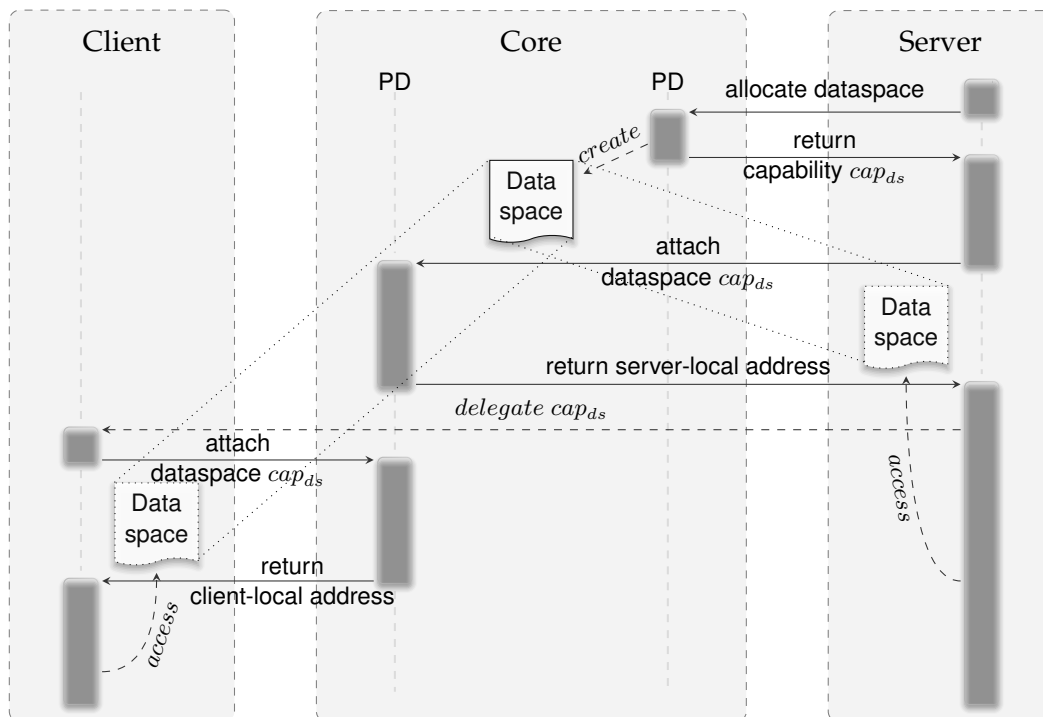 Client
Core
Server
PD
PD
allocate dataspace
create
return
capability cap_ds
Data
space
attach
dataspace cap_ds
Data
space
return server-local address
delegate cap_ds
attach
dataspace cap_ds
access
Data
space
return
client-local address
access